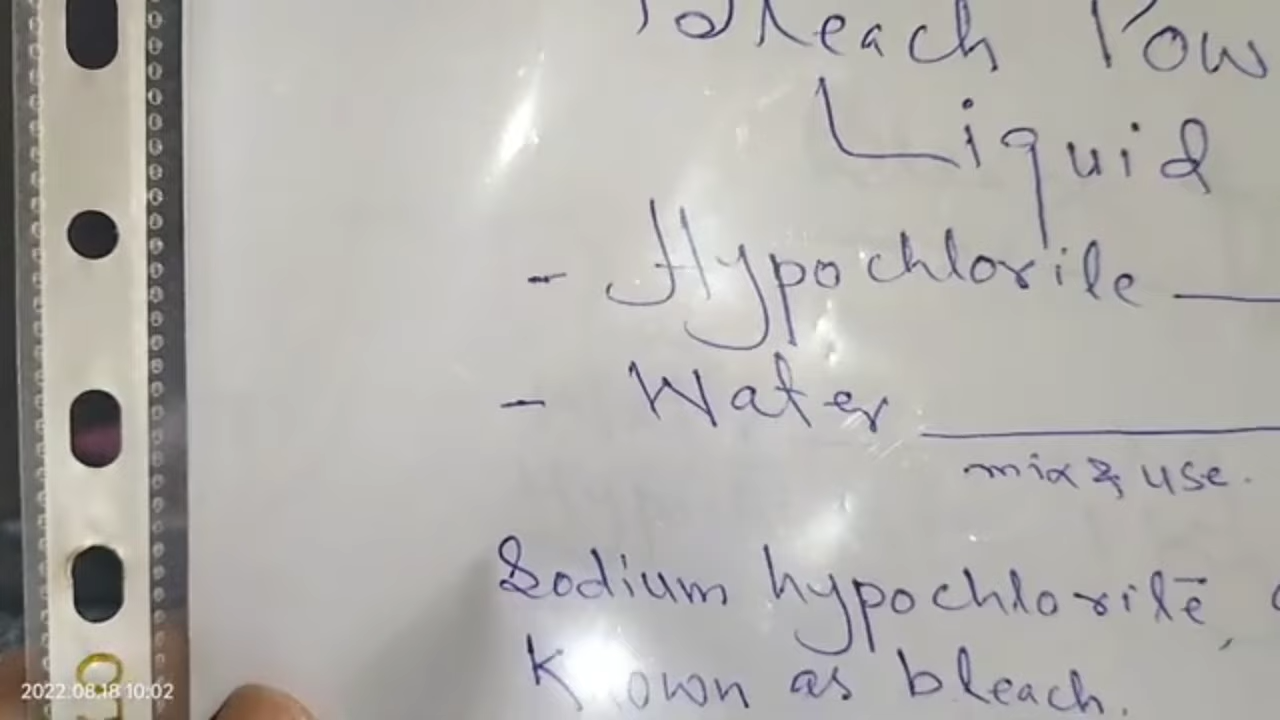 Bleach Pow
Liquid
- Hypochlorite
- Water
mix & use.
Sodium hypochlorite,
Known as bleach.
2022.08.18 10:02